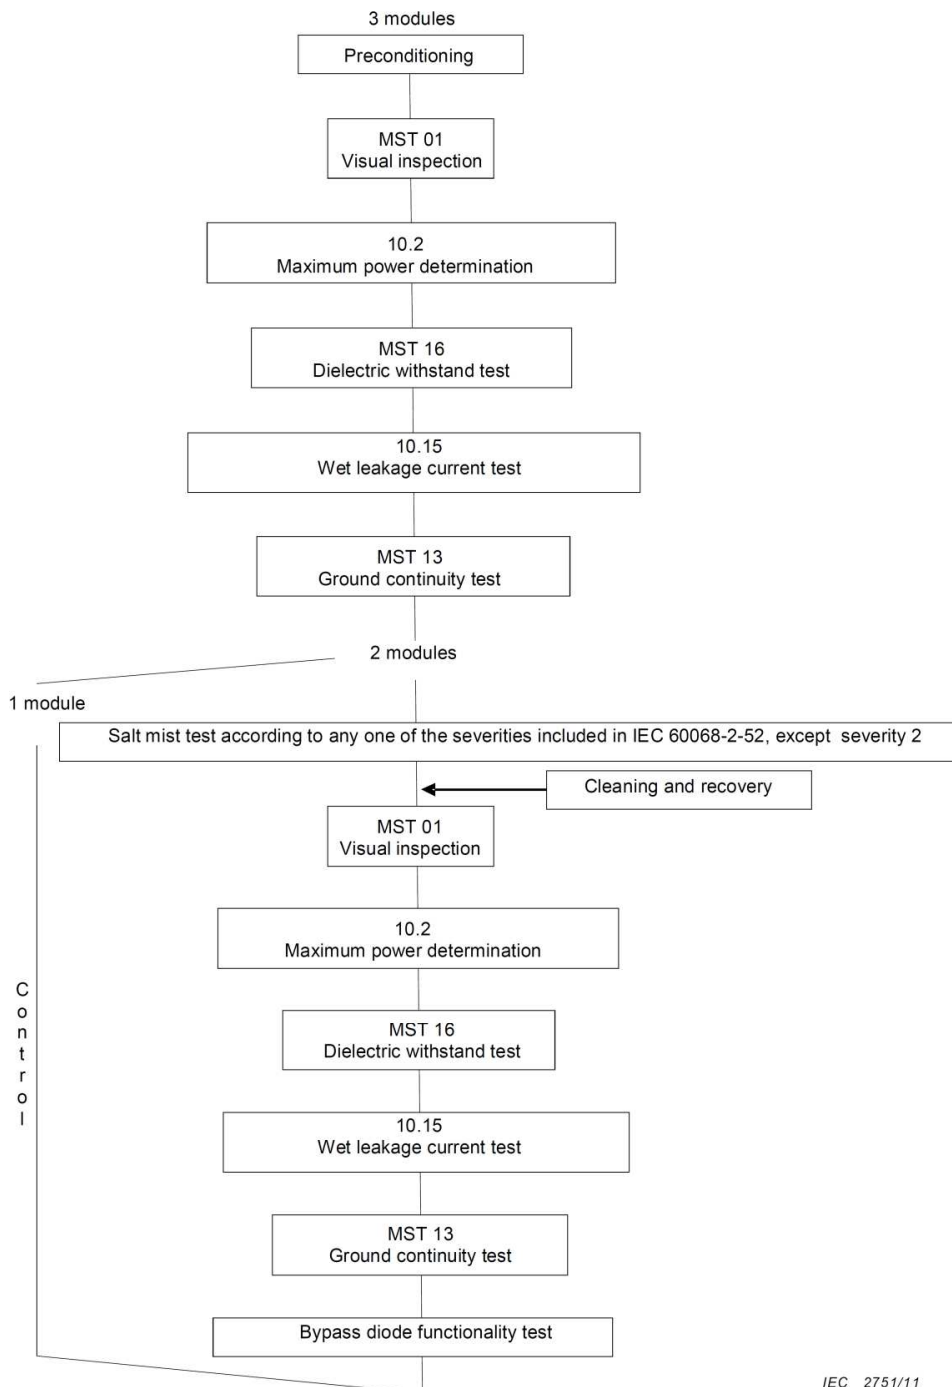 3 modules
Preconditioning
MST 01
Visual inspection
10.2
Maximum power determination
MST 16
Dielectric withstand test
10.15
Wet leakage current test
MST 13
Ground continuity test
2 modules
1 module
Salt mist test according to any one of the severities included in IEC 60068-2-52, except severity 2
Cleaning and recovery
MST 01
Visual inspection
10.2
Maximum power determination
MST 16
Dielectric withstand test
Control
10.15
Wet leakage current test
MST 13
Ground continuity test
Bypass diode functionality test
IEC 2751/11